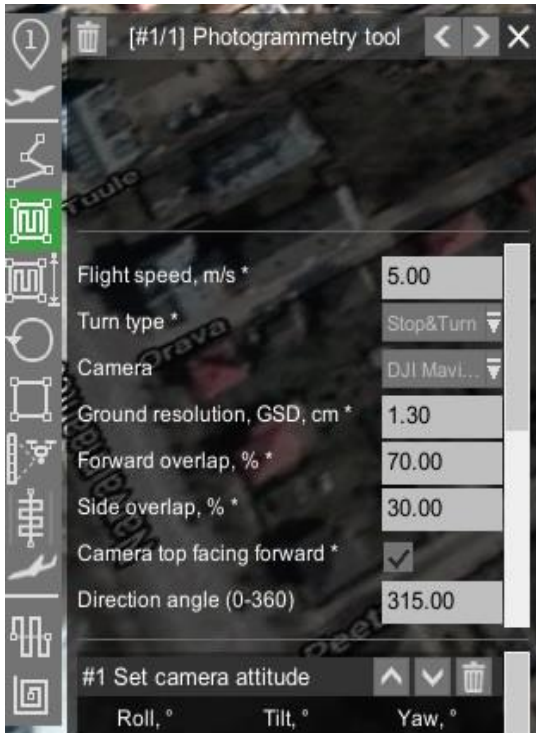 1
[#1/1] Photogrammetry tool
Tuule
Flight speed, m/s * 5.00
Turn type * Stop&Turn
Orava
Camera DJI Mavi...
Ground resolution, GSD, cm * 1.30
Forward overlap, % * 70.00
Side overlap, % * 30.00
Camera top facing forward *
Direction angle (0-360) 315.00
#1 Set camera attitude
Roll, ° Tilt, ° Yaw, °